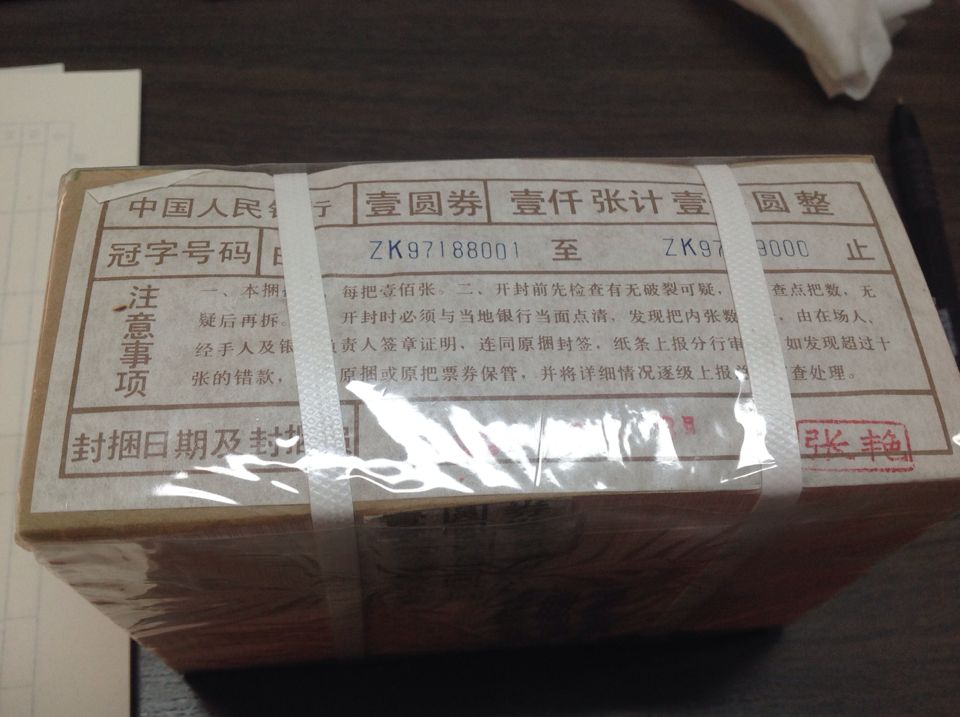 中国人民银行 壹圆券 壹仟张计壹 圆整
冠字号码 ZK97188001 至 ZK97 9000 止
注意事项
一、本捆 每把壹佰张。二、开封前先检查有无破裂可疑, 查点把数,无
疑后再拆。 开封时必须与当地银行当面点清,发现把内张数 ,由在场人、
经手人及银 责人签章证明,连同原捆封签,纸条上报分行审 如发现超过十
张的错款, 原捆或原把票券保管,并将详细情况逐级上报 查处理。
封捆日期及封捆
张艳
壹圆券